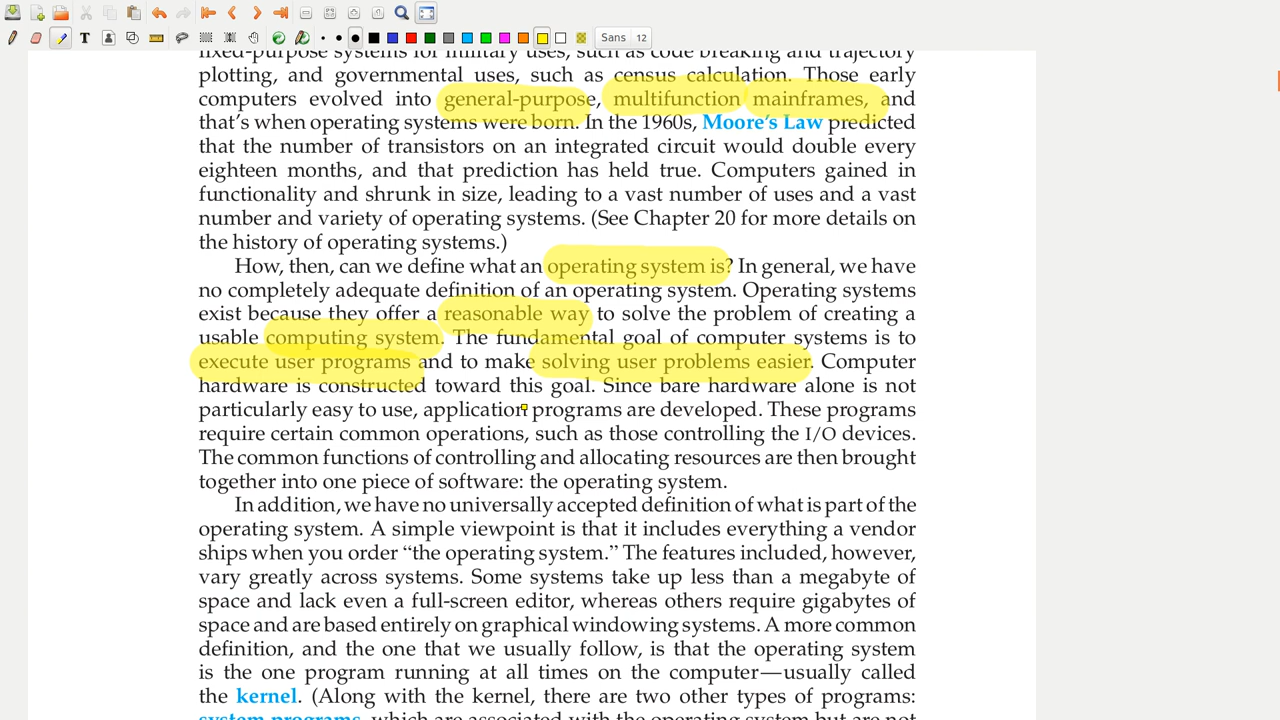 Sans 12
fixed-purpose systems for military uses, such as code breaking and trajectory
plotting, and governmental uses, such as census calculation. Those early
computers evolved into general-purpose, multifunction mainframes, and
that’s when operating systems were born. In the 1960s, Moore’s Law predicted
that the number of transistors on an integrated circuit would double every
eighteen months, and that prediction has held true. Computers gained in
functionality and shrunk in size, leading to a vast number of uses and a vast
number and variety of operating systems. (See Chapter 20 for more details on
the history of operating systems.)
How, then, can we define what an operating system is? In general, we have
no completely adequate definition of an operating system. Operating systems
exist because they offer a reasonable way to solve the problem of creating a
usable computing system. The fundamental goal of computer systems is to
execute user programs and to make solving user problems easier. Computer
hardware is constructed toward this goal. Since bare hardware alone is not
particularly easy to use, application programs are developed. These programs
require certain common operations, such as those controlling the I/O devices.
The common functions of controlling and allocating resources are then brought
together into one piece of software: the operating system.
In addition, we have no universally accepted definition of what is part of the
operating system. A simple viewpoint is that it includes everything a vendor
ships when you order “the operating system.” The features included, however,
vary greatly across systems. Some systems take up less than a megabyte of
space and lack even a full-screen editor, whereas others require gigabytes of
space and are based entirely on graphical windowing systems. A more common
definition, and the one that we usually follow, is that the operating system
is the one program running at all times on the computer—usually called
the kernel. (Along with the kernel, there are two other types of programs:
system programs, which are associated with the operating system but are not